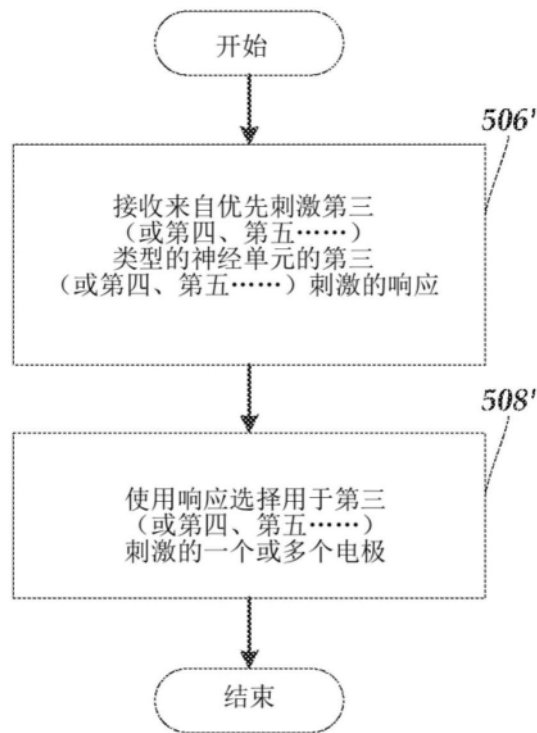 开始
506'
接收来自优先刺激第三
（或第四、第五……）
类型的神经单元的第三
（或第四、第五……）刺激的响应
508'
使用响应选择用于第三
（或第四、第五……）
刺激的一个或多个电极
结束